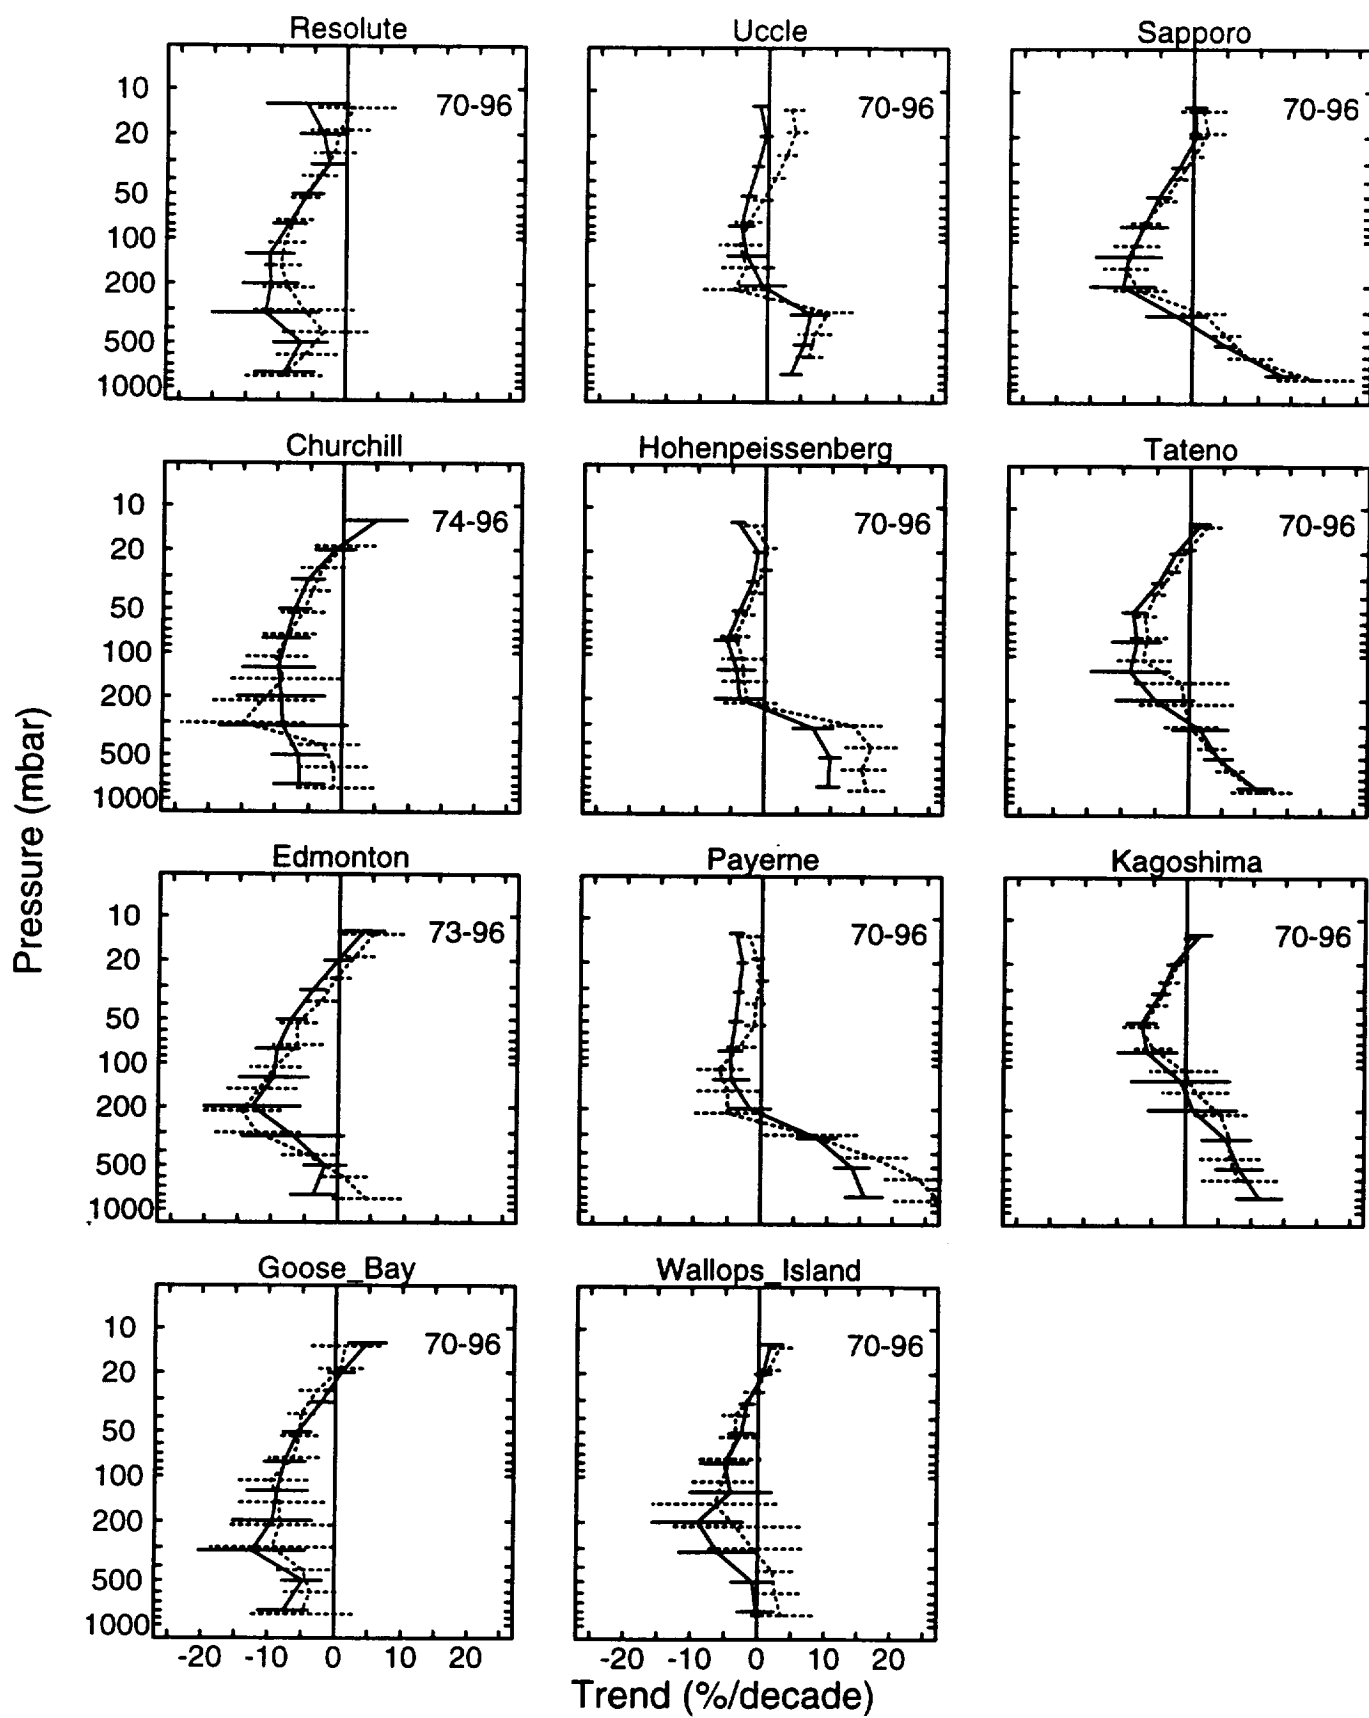 Resolute Uccle Sapporo
10 70-96 70-96 70-96
20
50
100
200
500
1000
Churchill Hohenpeissenberg Tateno
10 74-96 70-96 70-96
20
50
100
200
500
1000
Pressure (mbar)
Edmonton Payerne Kagoshima
10 73-96 70-96 70-96
20
50
100
200
500
1000
Goose_Bay Wallops_Island
10 70-96 70-96
20
50
100
200
500
1000
-20 -10 0 10 20 -20 -10 0 10 20
Trend (%/decade)